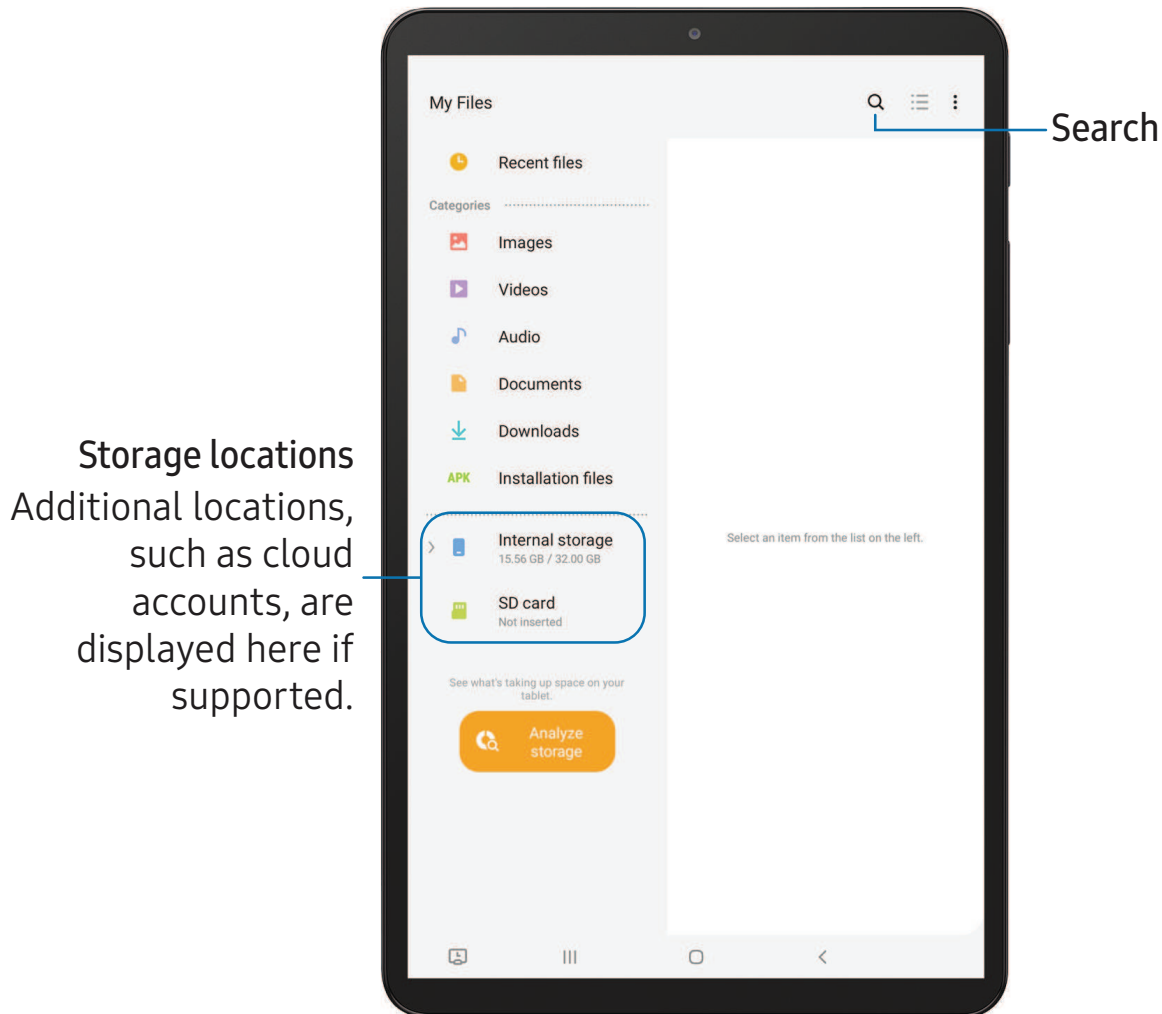 My Files
Search
Recent files
Categories
Images
Videos
Audio
Documents
Downloads
APK Installation files
Storage locations
Additional locations,
such as cloud
accounts, are
displayed here if
supported.
Internal storage
15.56 GB / 32.00 GB
SD card
Not inserted
Select an item from the list on the left.
See what's taking up space on your
tablet.
Analyze
storage